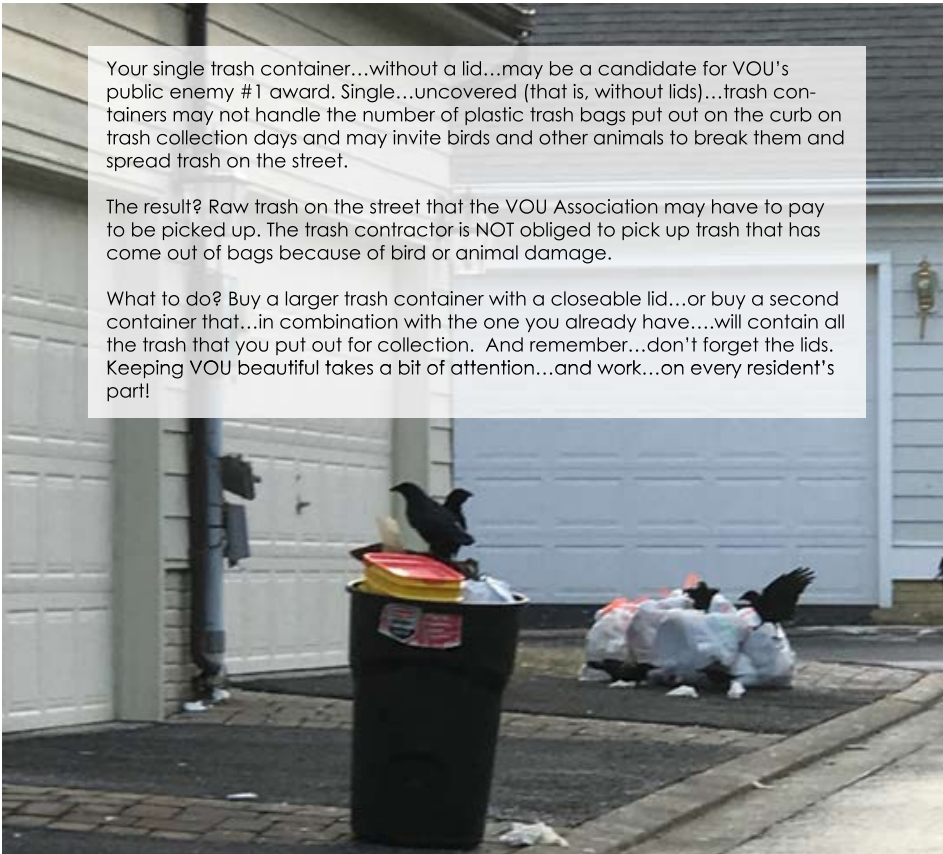 Your single trash container…without a lid…may be a candidate for VOU’s
public enemy #1 award. Single…uncovered (that is, without lids)…trash con-
tainers may not handle the number of plastic trash bags put out on the curb on
trash collection days and may invite birds and other animals to break them and
spread trash on the street.
The result? Raw trash on the street that the VOU Association may have to pay
to be picked up. The trash contractor is NOT obliged to pick up trash that has
come out of bags because of bird or animal damage.
What to do? Buy a larger trash container with a closeable lid…or buy a second
container that…in combination with the one you already have….will contain all
the trash that you put out for collection.  And remember…don’t forget the lids.
Keeping VOU beautiful takes a bit of attention…and work…on every resident’s
part!